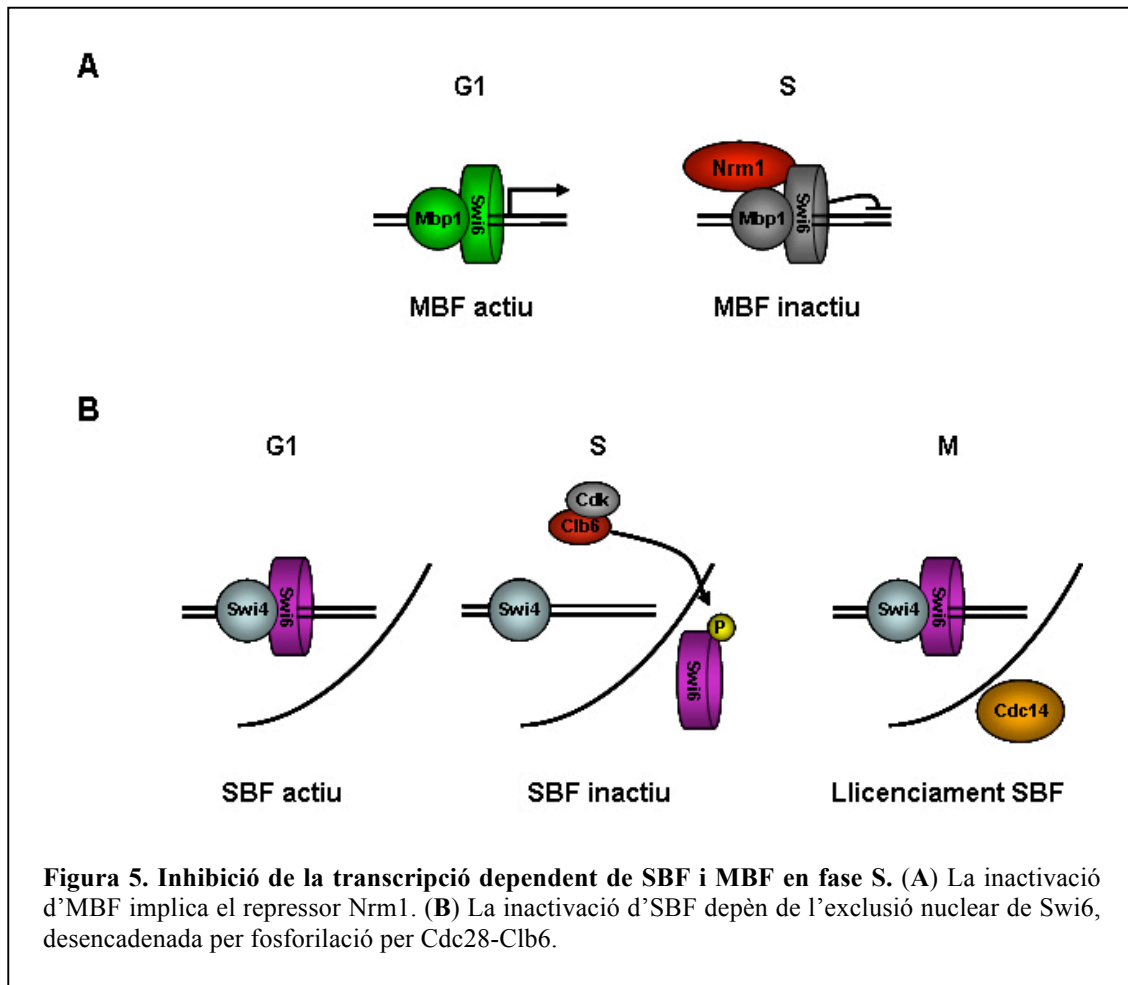 A
G1
S
Nrm1
Mbp1
Swi6
Mbp1
Swi6
MBF actiu
MBF inactiu
B
G1
S
M
Cdk
Clb6
Swi4
Swi6
Swi4
P
Swi6
Swi4
Swi6
Cdc14
SBF actiu
SBF inactiu
Llicenciament SBF
Figura 5. Inhibició de la transcripció dependent de SBF i MBF en fase S. (A) La inactivació
d’MBF implica el repressor Nrm1. (B) La inactivació d’SBF depèn de l’exclusió nuclear de Swi6,
desencadenada per fosforilació per Cdc28-Clb6.